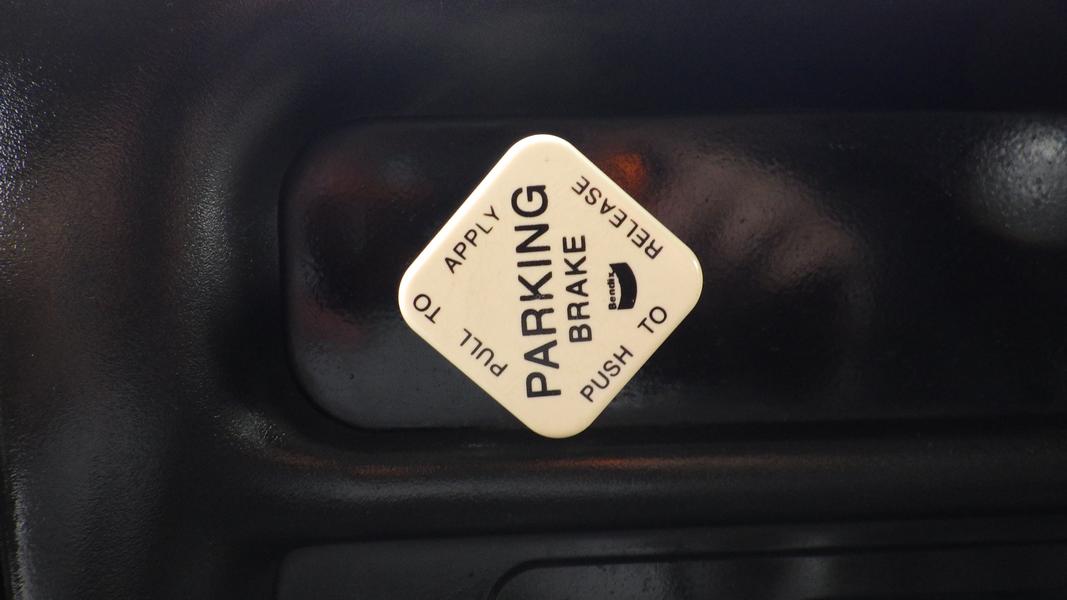 PULL TO APPLY
PARKING
BRAKE
Bendix
PUSH TO RELEASE